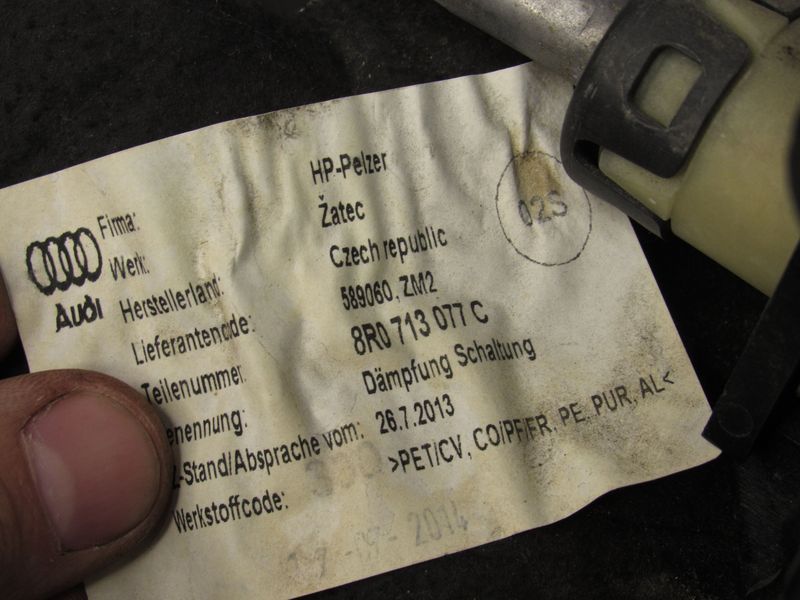 Firma: HP-Pelzer
Werk: Žatec
Herstellerland: Czech republic
Lieferantencode: 589060, ZM2
Teilenummer 8R0 713 077 C
enennung: Dämpfung Schaltung
-Stand/Absprache vom: 26.7.2013
Werkstoffcode: >PET/CV, CO/PF/FR, PE, PUR, AL<
Audi
02S
2014